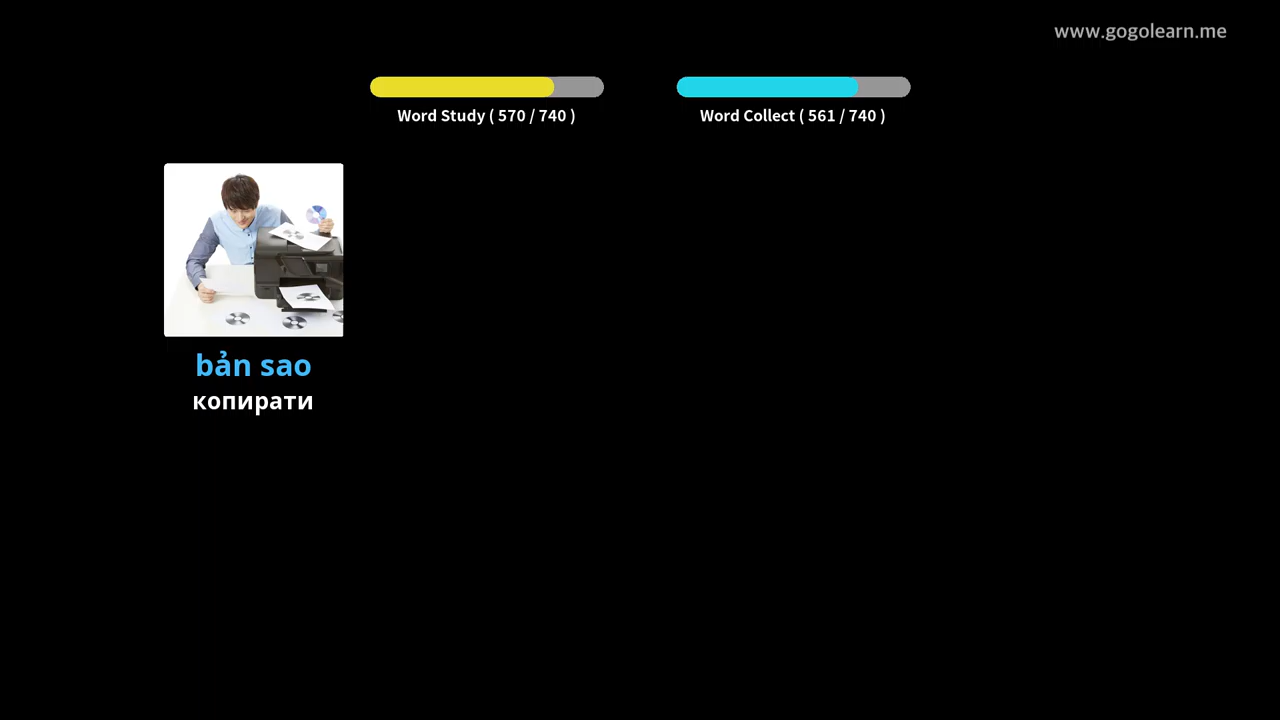 www.gogolearn.me
Word Study ( 570 / 740 )
Word Collect ( 561 / 740 )
bản sao
копирати